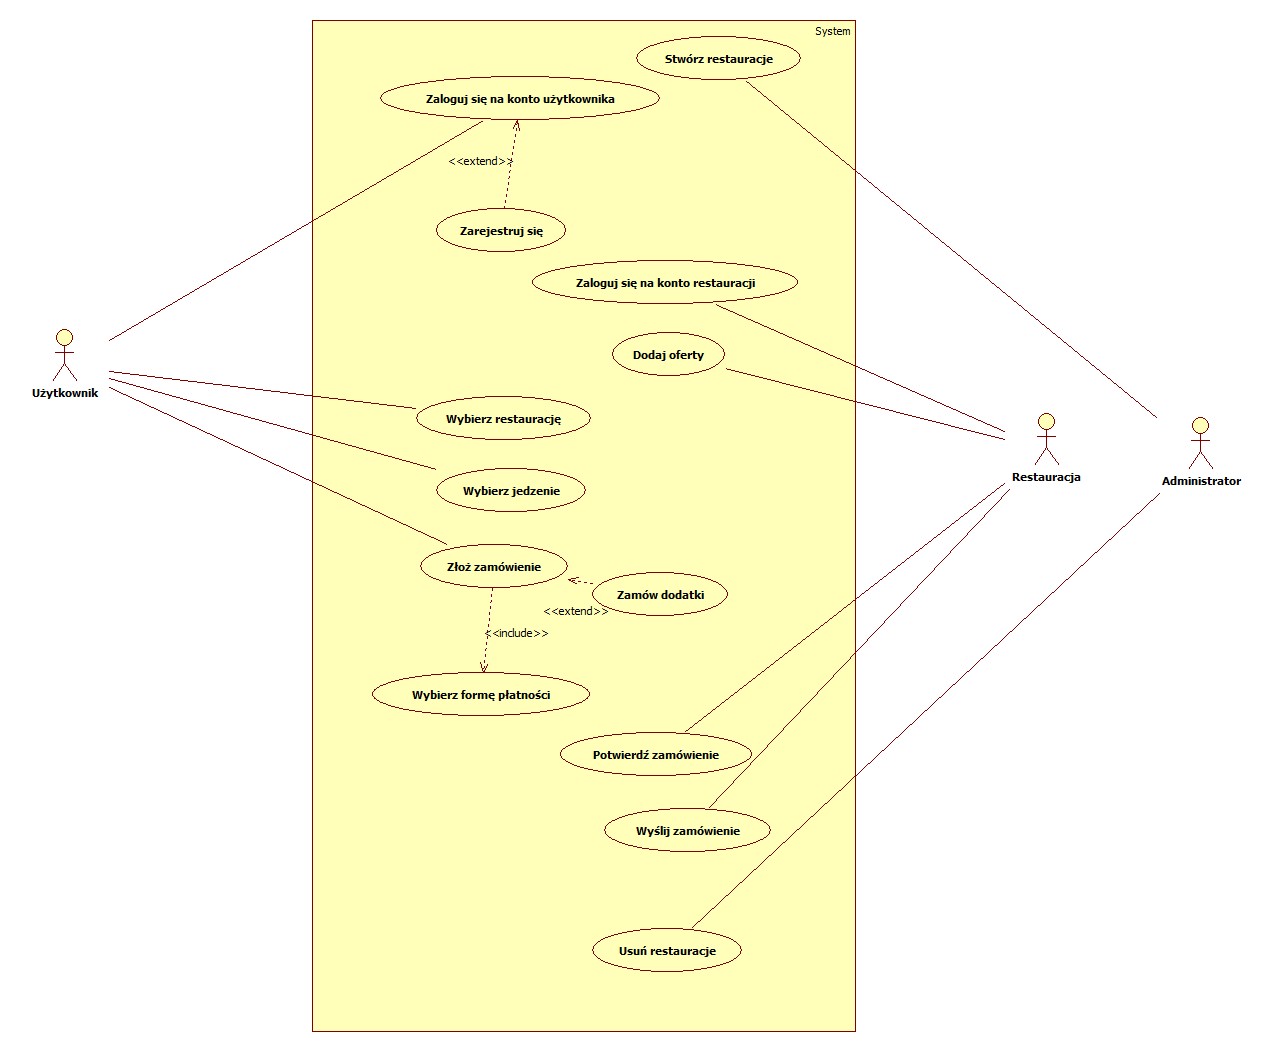 System
Stwórz restauracje
Zaloguj się na konto użytkownika
<<extend>>
Zarejestruj się
Zaloguj się na konto restauracji
Dodaj oferty
Użytkownik
Wybierz restaurację
Restauracja
Administrator
Wybierz jedzenie
Złoż zamówienie
Zamów dodatki
<<extend>>
<<include>>
Wybierz formę płatności
Potwierdź zamówienie
Wyślij zamówienie
Usuń restauracje